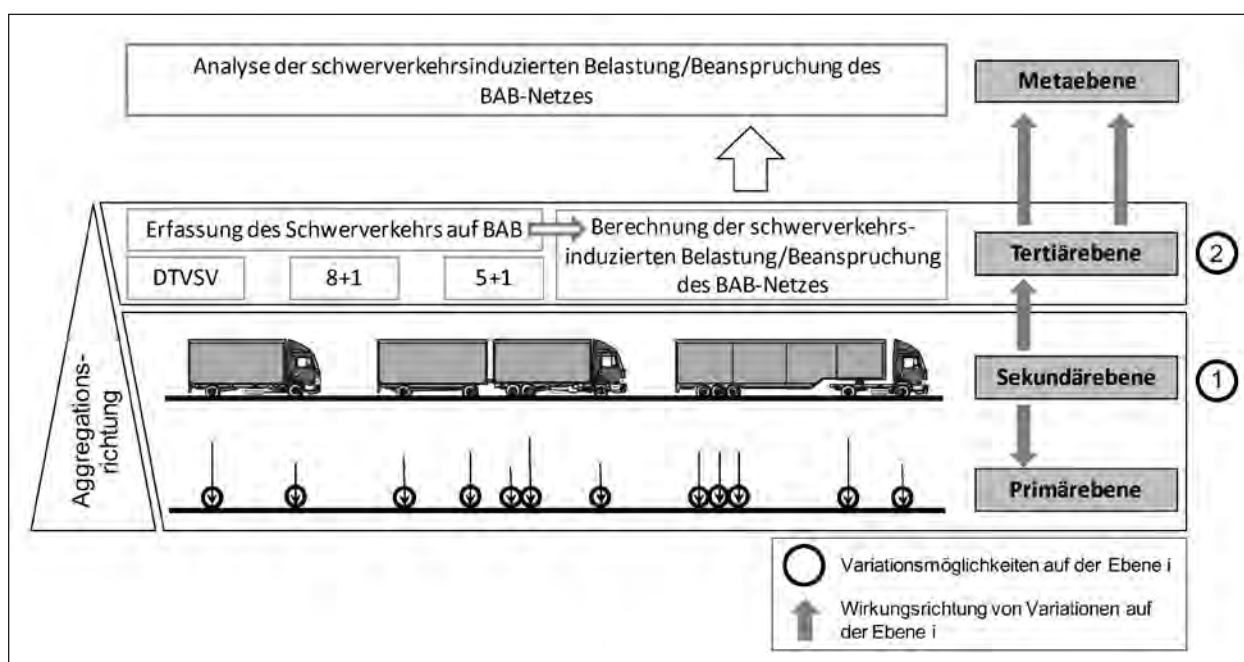 Analyse der schwerverkehrsinduzierten Belastung/Beanspruchung des
BAB-Netzes
Metaebene
Erfassung des Schwerverkehrs auf BAB
DTVSV
8+1
5+1
Berechnung der schwerverkehrs-
induzierten Belastung/Beanspruchung
des BAB-Netzes
Tertiärebene
2
Aggregations-
richtung
Sekundärebene
1
Primärebene
Variationsmöglichkeiten auf der Ebene i
Wirkungsrichtung von Variationen auf
der Ebene i